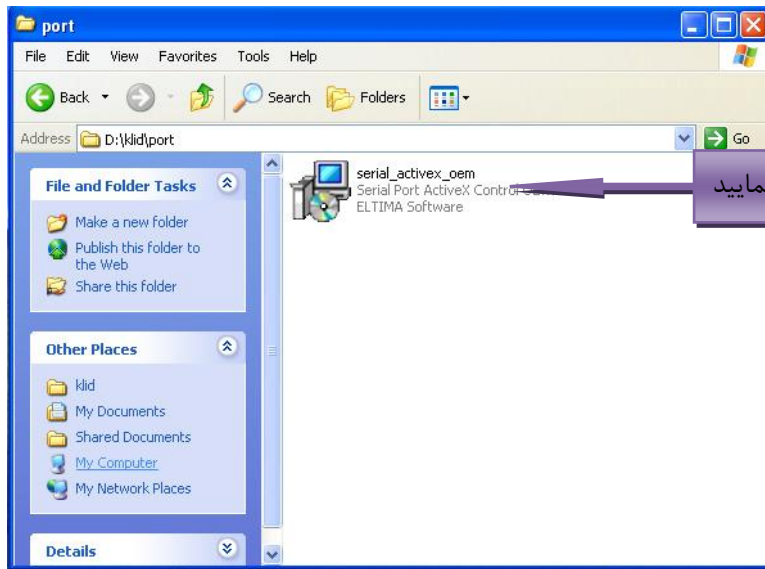 port
File Edit View Favorites Tools Help
Back Search Folders
Address D:\klid\port Go
File and Folder Tasks
Make a new folder
Publish this folder to
the Web
Share this folder
Other Places
klid
My Documents
Shared Documents
My Computer
My Network Places
Details
serial_activex_oem
Serial Port ActiveX Control
ELTIMA Software